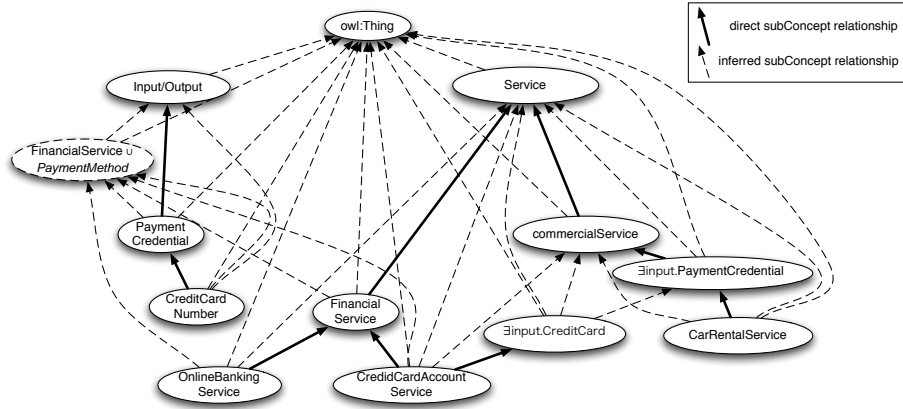 owl:Thing
direct subConcept relationship
inferred subConcept relationship
Input/Output
Service
FinancialService ∪
PaymentMethod
Payment
Credential
commercialService
∃input.PaymentCredential
CreditCard
Number
Financial
Service
∃input.CreditCard
CarRentalService
OnlineBanking
Service
CredidCardAccount
Service